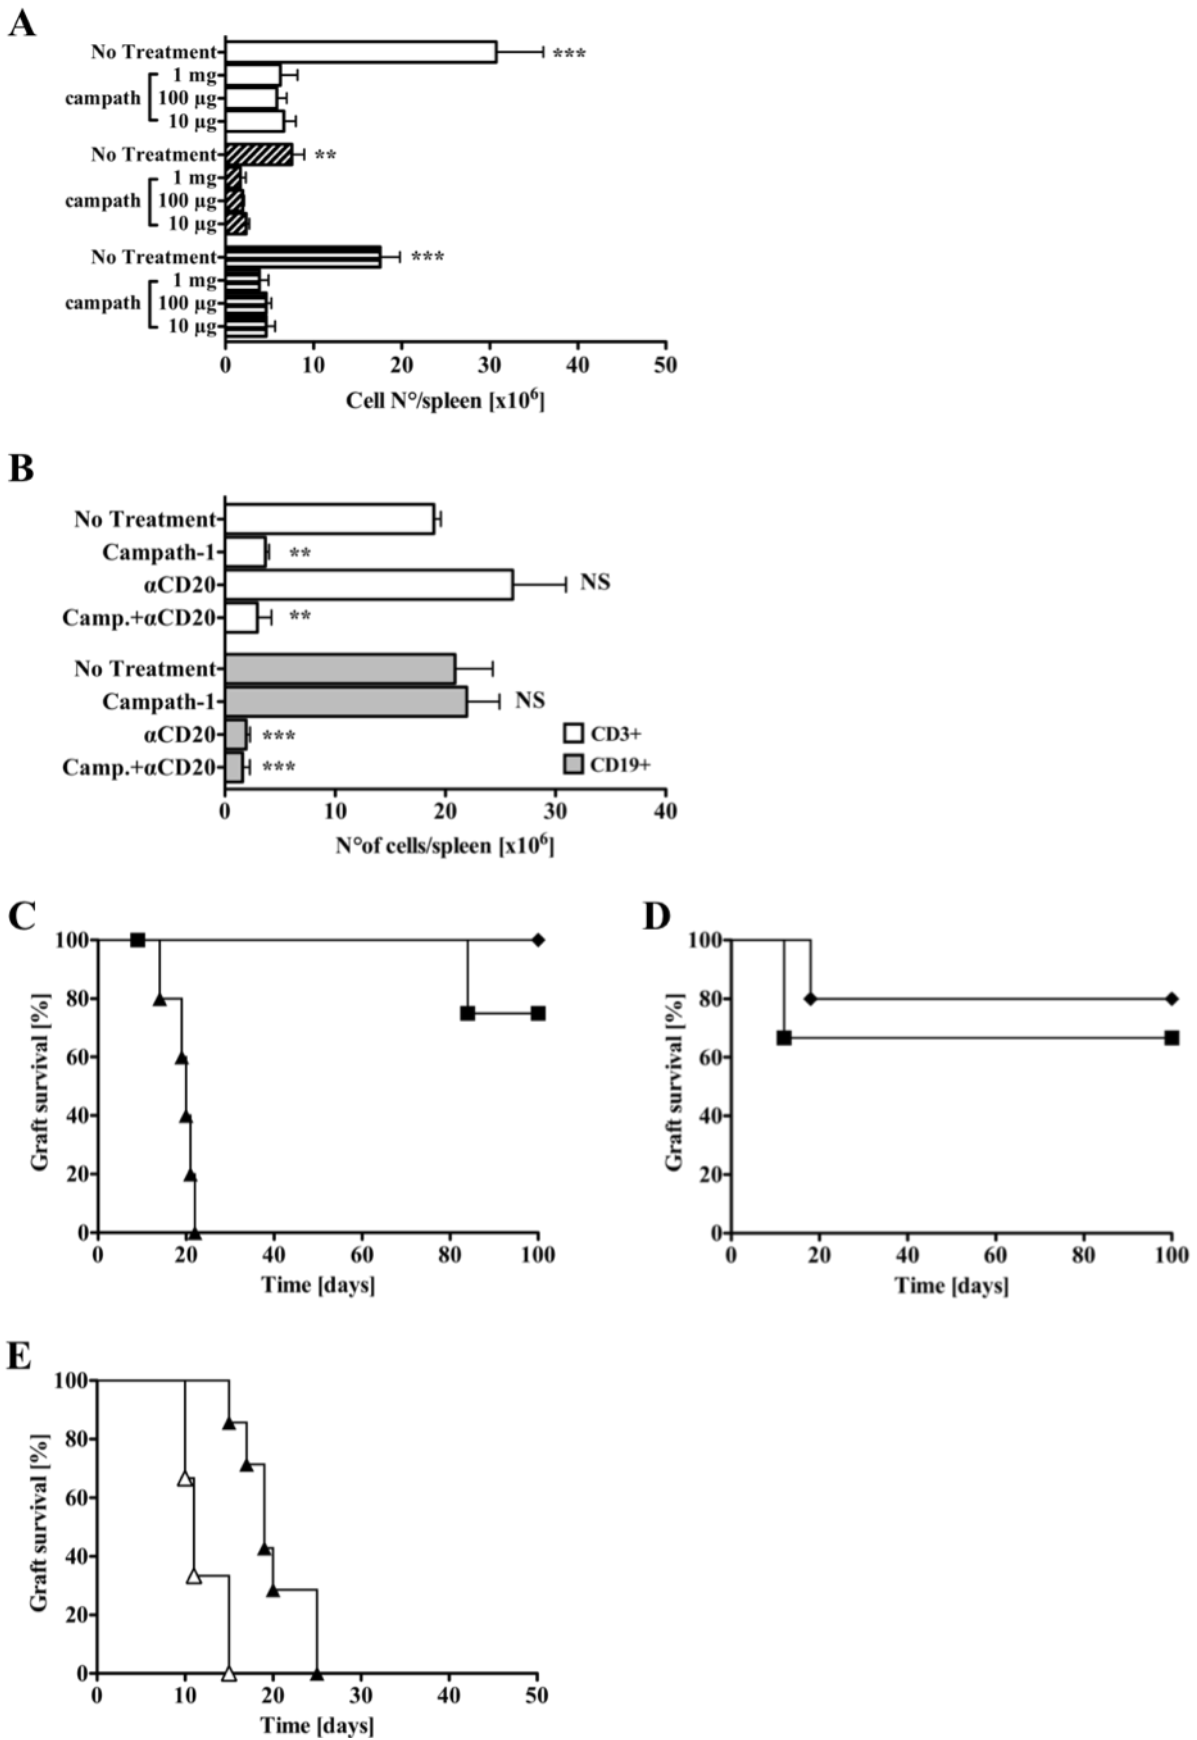 A
No Treatment ***
1 mg
campath 100 µg
10 µg
No Treatment **
1 mg
campath 100 µg
10 µg
No Treatment ***
1 mg
campath 100 µg
10 µg
0 10 20 30 40 50
Cell N°/spleen [x10⁶]
B
No Treatment
Campath-1 **
αCD20 NS
Camp.+αCD20 **
No Treatment
Campath-1 NS
αCD20 ***
CD3+
Camp.+αCD20 ***
CD19+
0 10 20 30 40
N°of cells/spleen [x10⁶]
C
100
80
60
40
20
0
Graft survival [%]
0 20 40 60 80 100
Time [days]
D
100
80
60
40
20
0
Graft survival [%]
0 20 40 60 80 100
Time [days]
E
100
80
60
40
20
0
Graft survival [%]
0 10 20 30 40 50
Time [days]